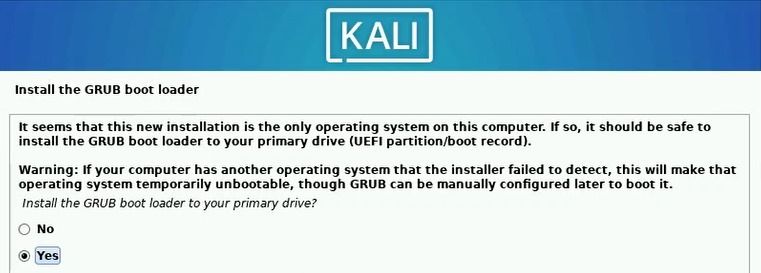 KALI
Install the GRUB boot loader
It seems that this new installation is the only operating system on this computer. If so, it should be safe to
install the GRUB boot loader to your primary drive (UEFI partition/boot record).
Warning: If your computer has another operating system that the installer failed to detect, this will make that
operating system temporarily unbootable, though GRUB can be manually configured later to boot it.
Install the GRUB boot loader to your primary drive?
No
Yes